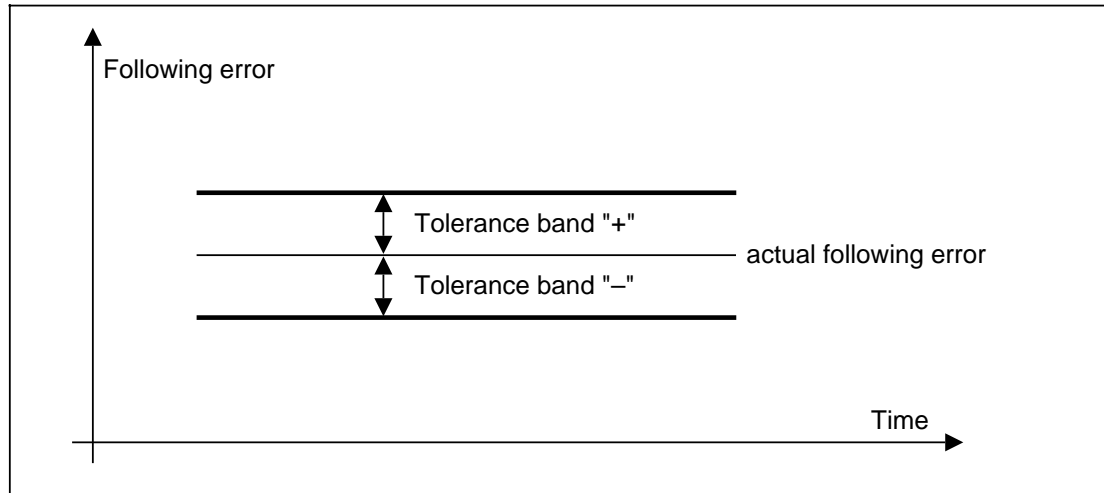 Following error
Tolerance band "+"
actual following error
Tolerance band "–"
Time